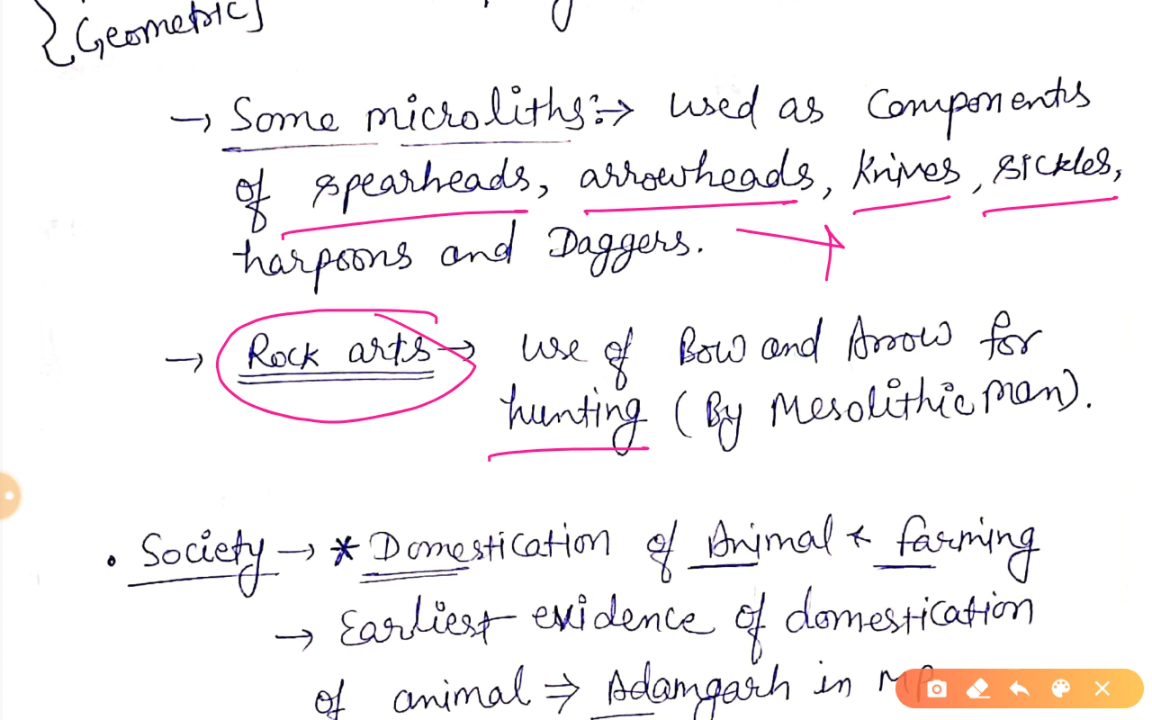 {Geometric]
→ Some microliths:→ used as Components
of spearheads, arrowheads, Knives, sickles,
harpoons and Daggers.
→ Rock arts → use of Bow and Arrow for
hunting (By Mesolithic man).
• Society → * Domestication of Animal & farming
→ Earliest evidence of domestication
of animal ⇒ Adamgarh in MP